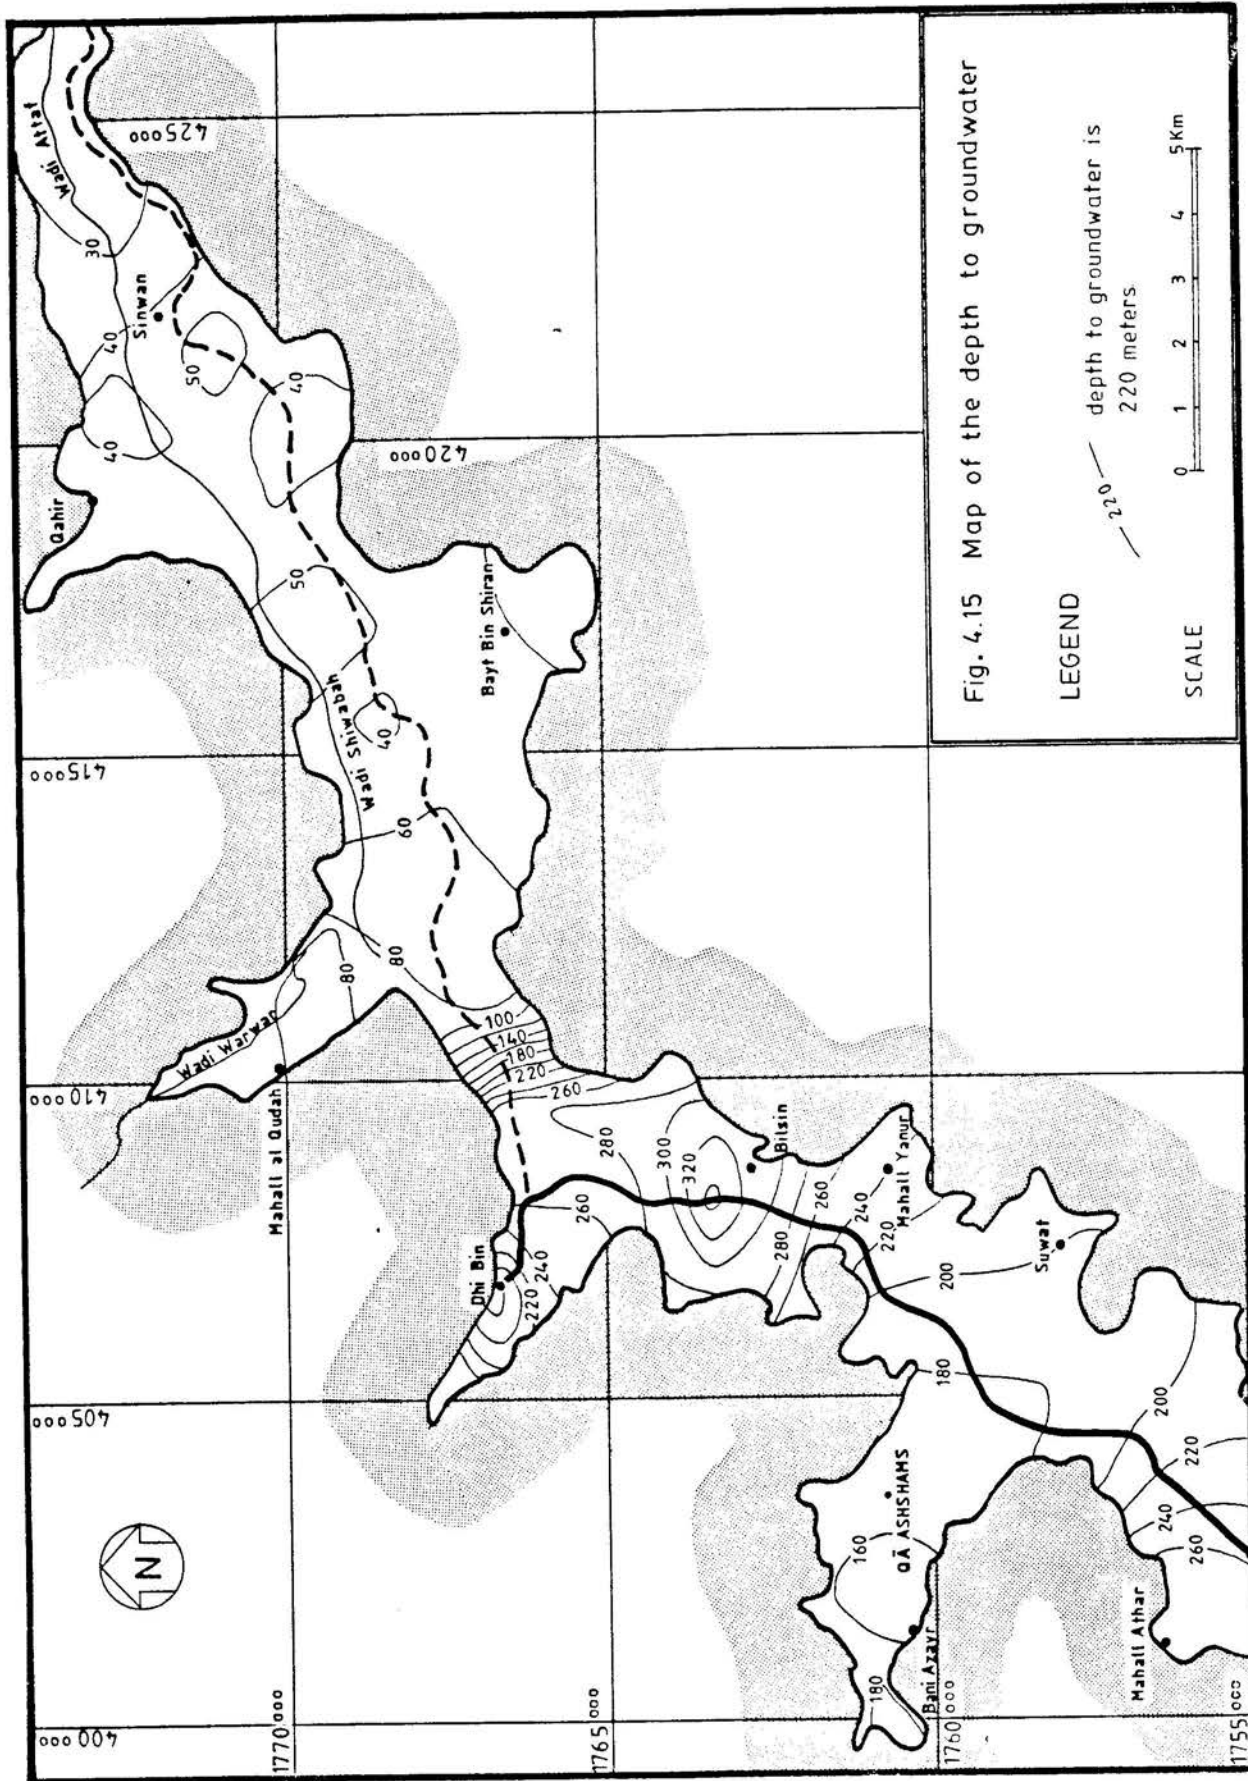 Fig. 4.15 Map of the depth to groundwater
LEGEND
220
depth to groundwater is
220 meters
SCALE
0 1 2 3 4 5 Km
N
400000
405000
410000
415000
420000
425000
1770000
1765000
1760000
1755000
Wadi Attaf
30
Sinwan
40
40
50
40
Qahir
50
Bayt Bin Shiran
Wadi Shiwabah
40
60
80
80
Wadi Warwar
Mahall al Qudah
100
140
180
220
260
280
300
320
Bilsin
260
Dhi Bin
240
220
280
260
240
Mahall Yanur
220
200
Suwat
180
200
220
240
260
160
QĀ ASHSHAMS
Bani Azayr
180
Mahall Athar